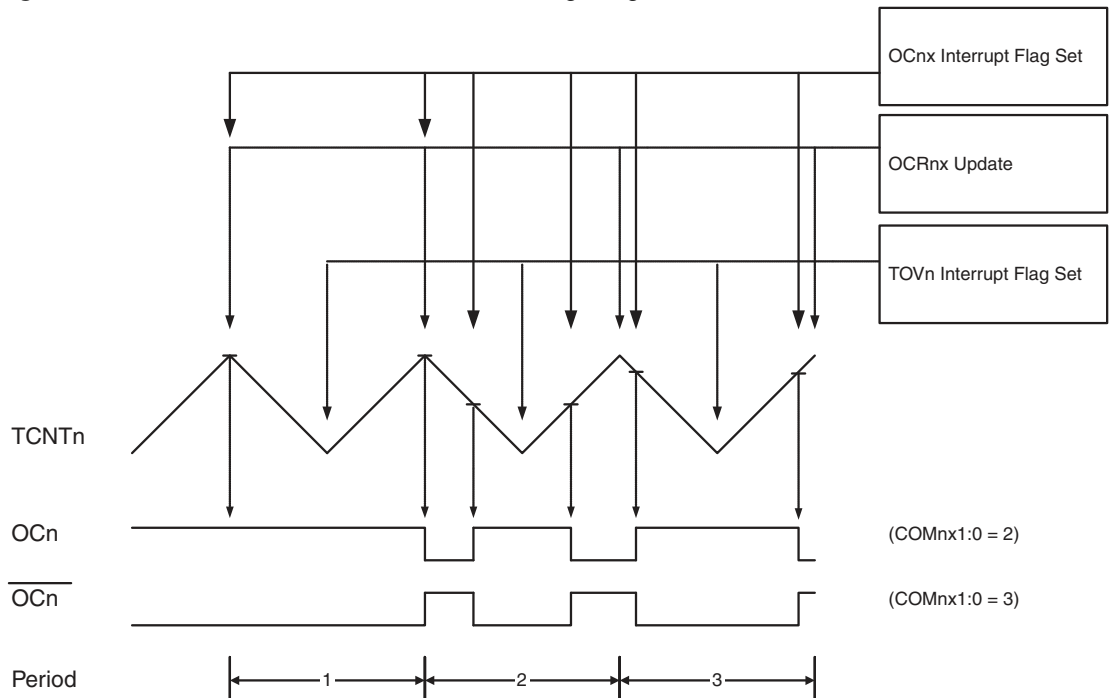 OCnx Interrupt Flag Set
OCRnx Update
TOVn Interrupt Flag Set
TCNTn
OCn
(COMnx1:0 = 2)
OCn
(COMnx1:0 = 3)
Period
1
2
3